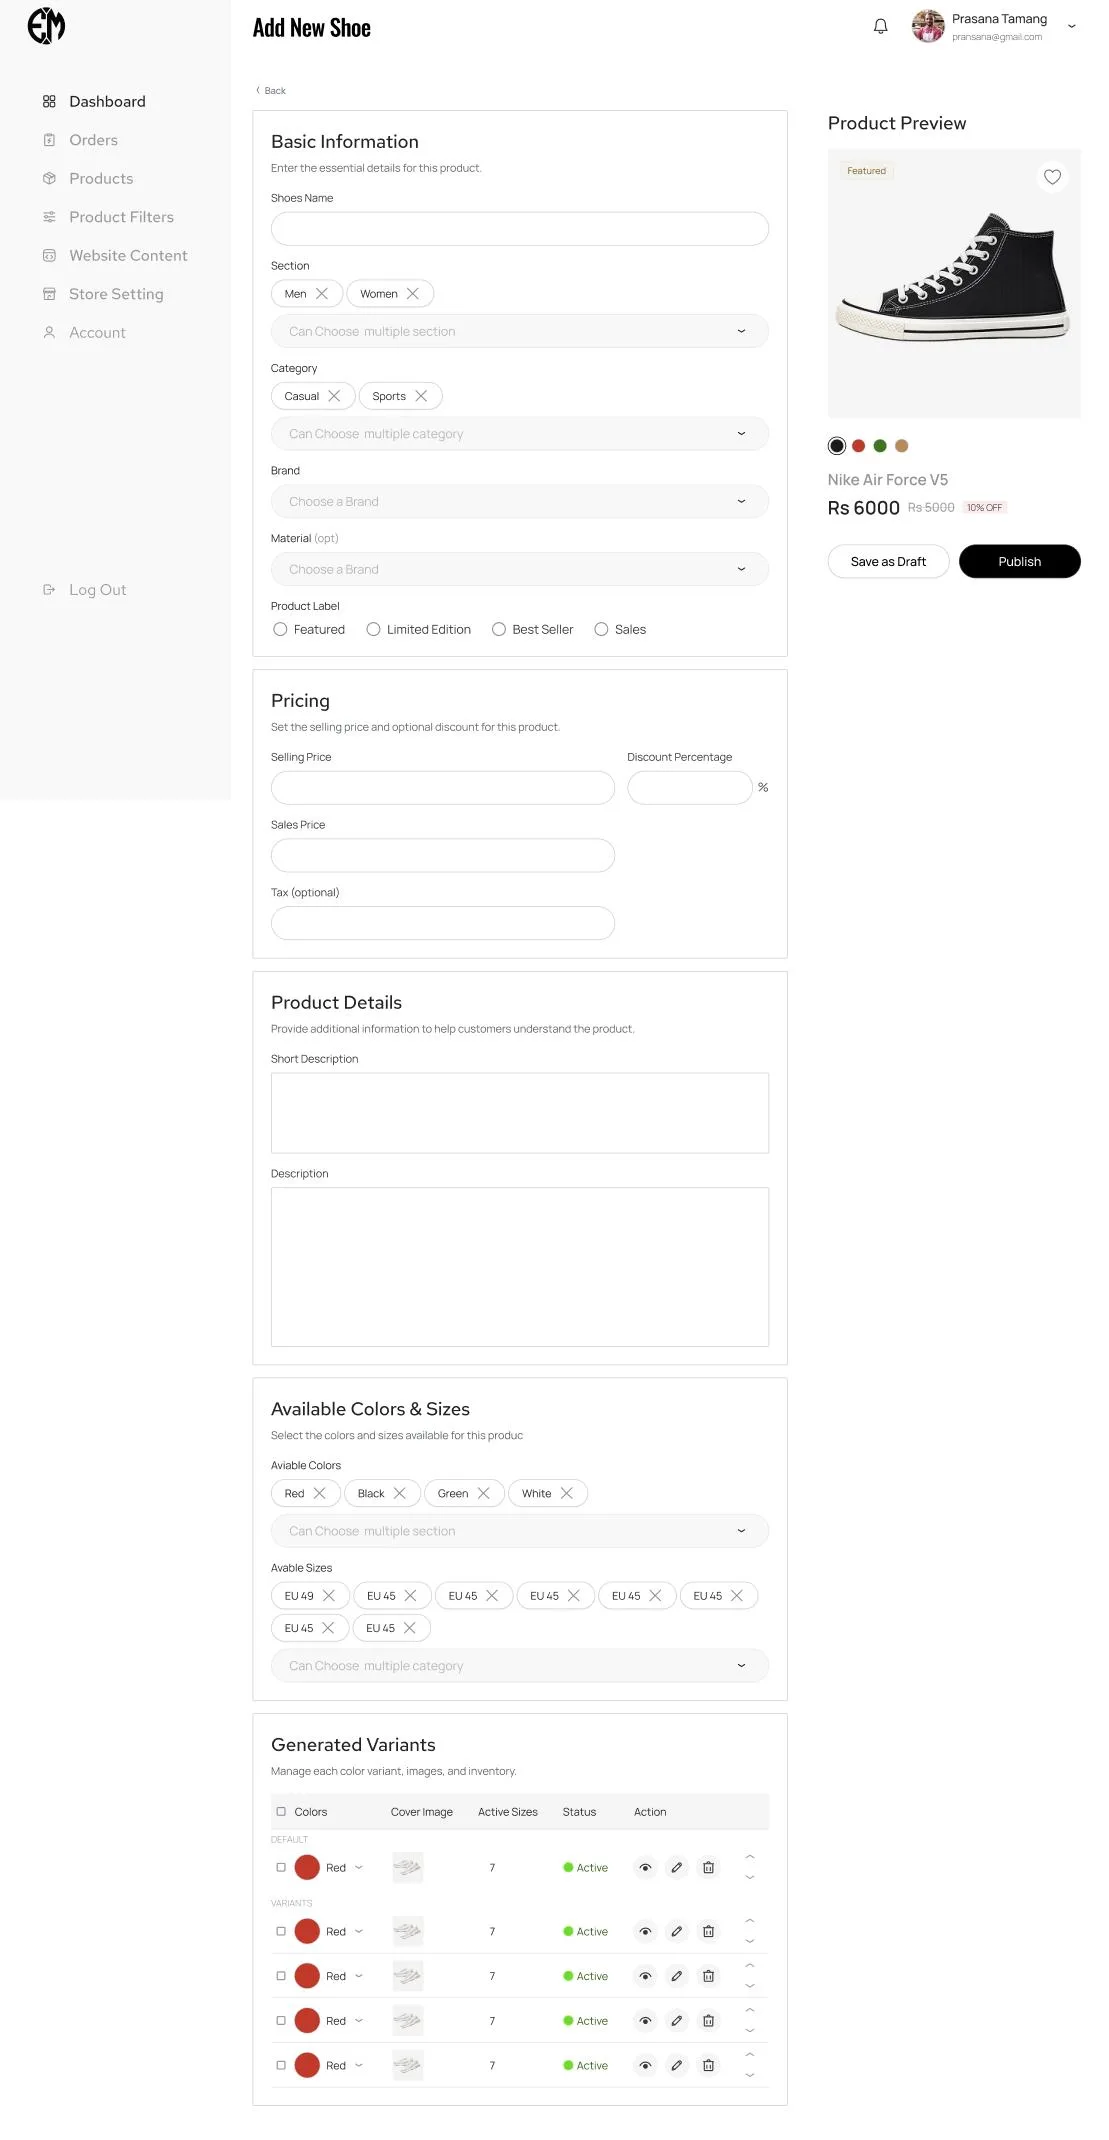 EM
Add New Shoe
Prasana Tamang
pransana@gmail.com
Dashboard
Orders
Products
Product Filters
Website Content
Store Setting
Account
Log Out
Back
Basic Information
Enter the essential details for this product.
Shoes Name
Section
Men
Women
Can Choose multiple section
Category
Casual
Sports
Can Choose multiple category
Brand
Choose a Brand
Material (opt)
Choose a Brand
Product Label
Featured
Limited Edition
Best Seller
Sales
Pricing
Set the selling price and optional discount for this product.
Selling Price
Discount Percentage
%
Sales Price
Tax (optional)
Product Details
Provide additional information to help customers understand the product.
Short Description
Description
Available Colors & Sizes
Select the colors and sizes available for this produc
Aviable Colors
Red
Black
Green
White
Can Choose multiple section
Avable Sizes
EU 49
EU 45
EU 45
EU 45
EU 45
EU 45
EU 45
EU 45
Can Choose multiple category
Generated Variants
Manage each color variant, images, and inventory.
Colors
Cover Image
Active Sizes
Status
Action
DEFAULT
Red
7
Active
VARIANTS
Red
7
Active
Red
7
Active
Red
7
Active
Red
7
Active
Product Preview
Featured
Nike Air Force V5
Rs 6000
Rs 5000
10% OFF
Save as Draft
Publish